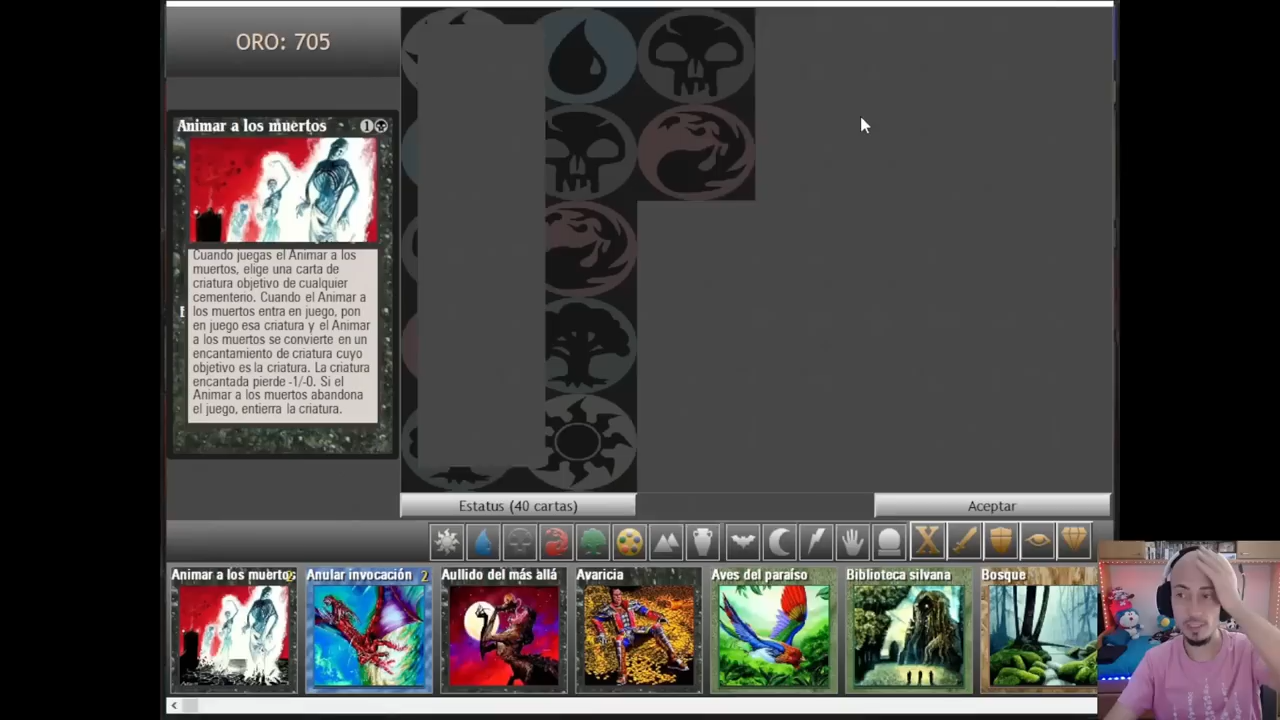 ORO: 705
Animar a los muertos 1
Cuando juegas el Animar a los
muertos, elige una carta de
criatura objetivo de cualquier
cementerio. Cuando el Animar a
los muertos entra en juego, pon
en juego esa criatura y el Animar
a los muertos se convierte en un
encantamiento de criatura cuyo
objetivo es la criatura. La criatura
encantada pierde -1/-0. Si el
Animar a los muertos abandona
el juego, entierra la criatura.
Estatus (40 cartas)
Aceptar
Animar a los muertos
Anular invocación 2
Aullido del más allá
Avaricia
Aves del paraíso
Biblioteca silvana
Bosque